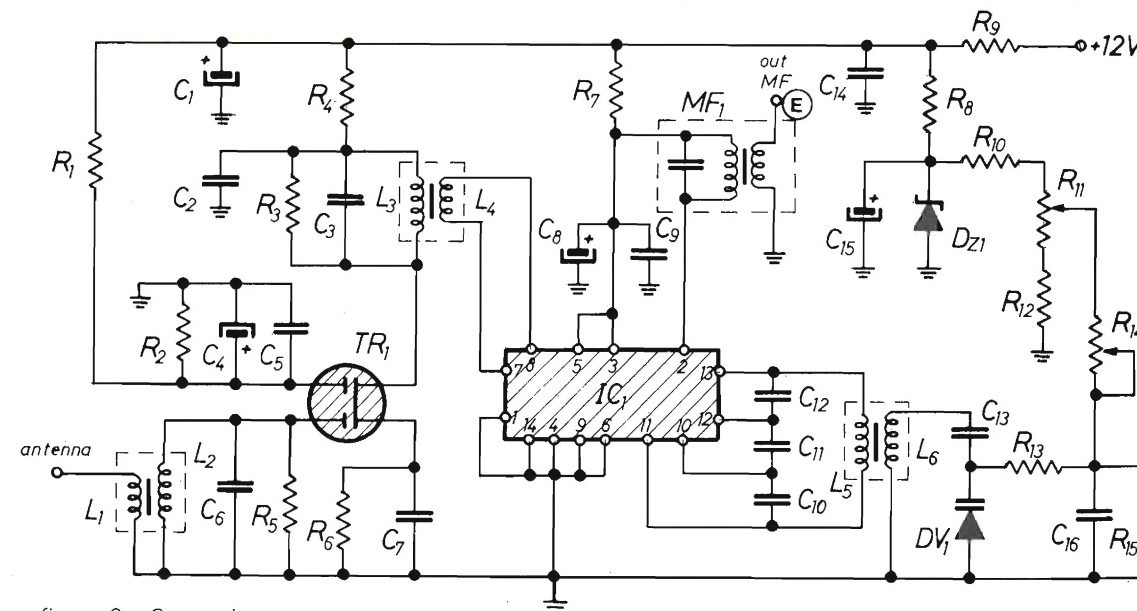 R9
+12V
out
MF
E
C1
R4
R7
C14
R8
MF1
R10
R1
R11
C2
R3
C3
L3
L4
C8
C9
C15
DZ1
R12
R2
C4
C5
TR1
R14
7 8 5 3 2 13
IC1
1 14 4 9 6 11 10 12
C12
C13
antenna
L2
C11
L6
R13
L1
C6
R5
R6
C7
L5
C10
DV1
C16
R15